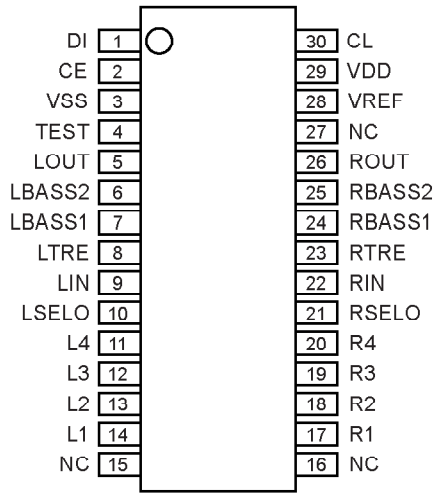 DI 1 30 CL
CE 2 29 VDD
VSS 3 28 VREF
TEST 4 27 NC
LOUT 5 26 ROUT
LBASS2 6 25 RBASS2
LBASS1 7 24 RBASS1
LTRE 8 23 RTRE
LIN 9 22 RIN
LSELO 10 21 RSELO
L4 11 20 R4
L3 12 19 R3
L2 13 18 R2
L1 14 17 R1
NC 15 16 NC